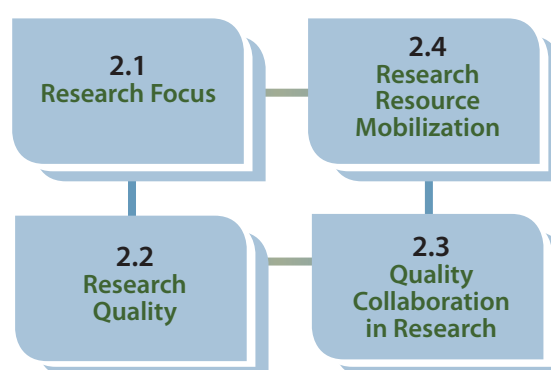 2.1
Research Focus
2.4
Research
Resource
Mobilization
2.2
Research
Quality
2.3
Quality
Collaboration
in Research